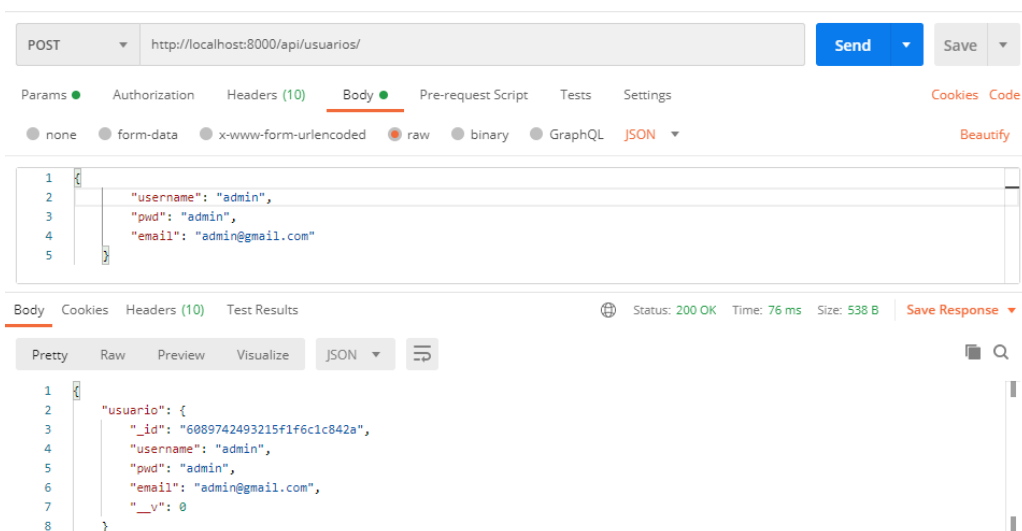 POST http://localhost:8000/api/usuarios/ Send Save
Params Authorization Headers (10) Body Pre-request Script Tests Settings Cookies Code
none form-data x-www-form-urlencoded raw binary GraphQL JSON Beautify
1 {
2 "username": "admin",
3 "pwd": "admin",
4 "email": "admin@gmail.com"
5 }
Body Cookies Headers (10) Test Results Status: 200 OK Time: 76 ms Size: 538 B Save Response
Pretty Raw Preview Visualize JSON
1 {
2 "usuario": {
3 "_id": "6089742493215f1f6c1c842a",
4 "username": "admin",
5 "pwd": "admin",
6 "email": "admin@gmail.com",
7 "__v": 0
8 }